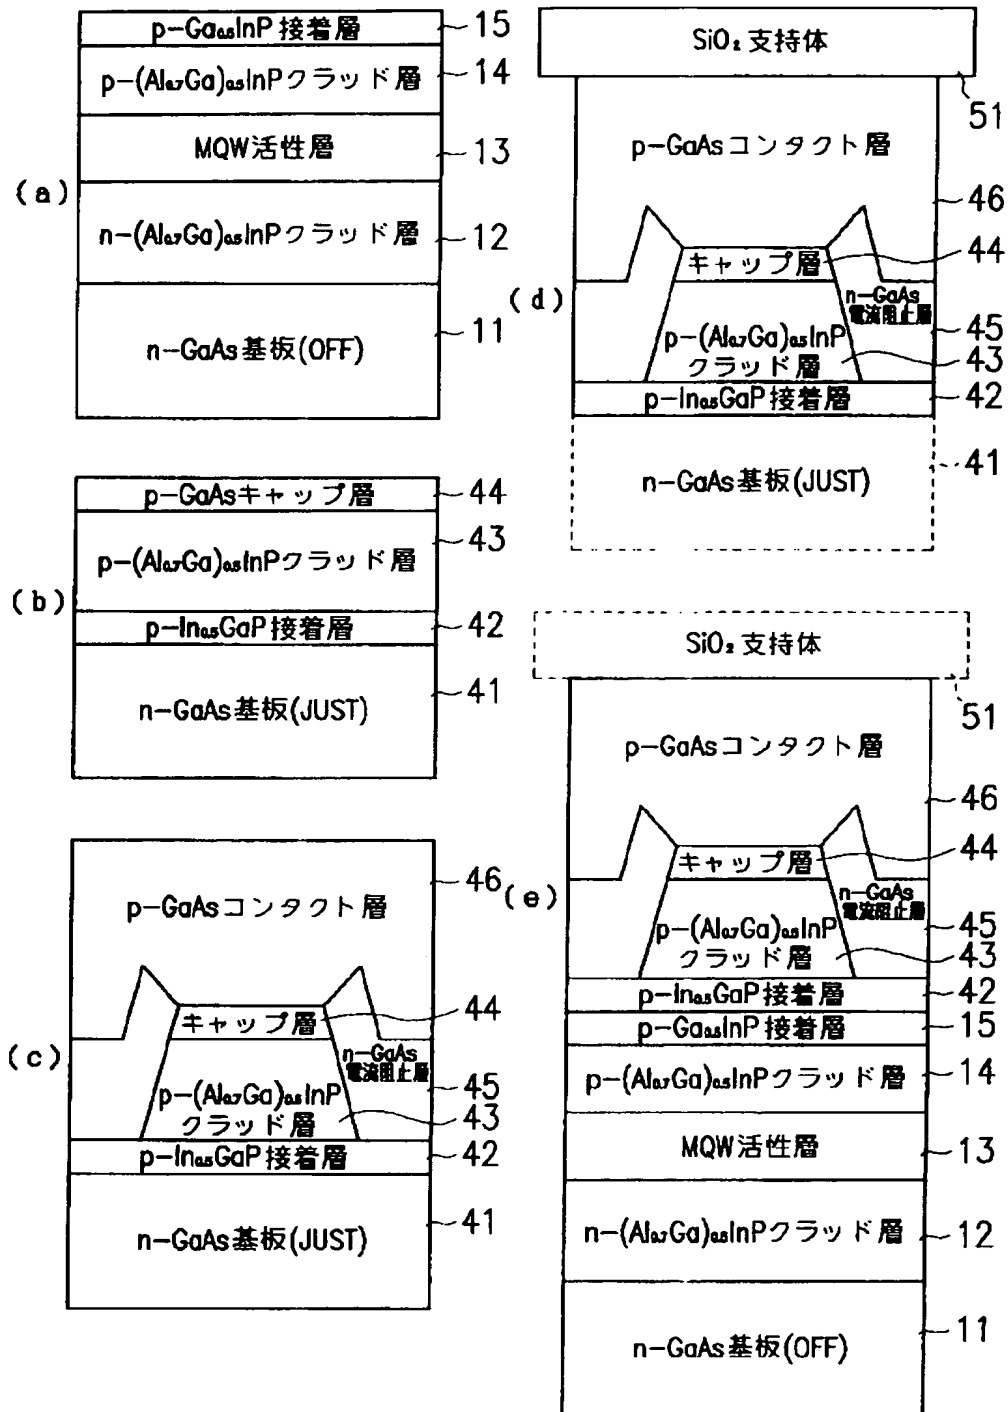 (a)
p-Ga0.5InP 接着層 15
p-(Al0.7Ga)0.5InPクラッド層 14
MQW活性層 13
n-(Al0.7Ga)0.5InPクラッド層 12
n-GaAs基板(OFF) 11
(b)
p-GaAsキャップ層 44
p-(Al0.7Ga)0.5InPクラッド層 43
p-In0.5GaP接着層 42
n-GaAs基板(JUST) 41
(c)
p-GaAsコンタクト層 46
キャップ層 44
n-GaAs
電流阻止層 45
p-(Al0.7Ga)0.5InP
クラッド層 43
p-In0.5GaP接着層 42
n-GaAs基板(JUST) 41
(d)
SiO2支持体 51
p-GaAsコンタクト層 46
キャップ層 44
n-GaAs
電流阻止層 45
p-(Al0.7Ga)0.5InP
クラッド層 43
p-In0.5GaP接着層 42
n-GaAs基板(JUST) 41
(e)
SiO2支持体 51
p-GaAsコンタクト層 46
キャップ層 44
n-GaAs
電流阻止層 45
p-(Al0.7Ga)0.5InP
クラッド層 43
p-In0.5GaP接着層 42
p-Ga0.5InP接着層 15
p-(Al0.7Ga)0.5InPクラッド層 14
MQW活性層 13
n-(Al0.7Ga)0.5InPクラッド層 12
n-GaAs基板(OFF) 11